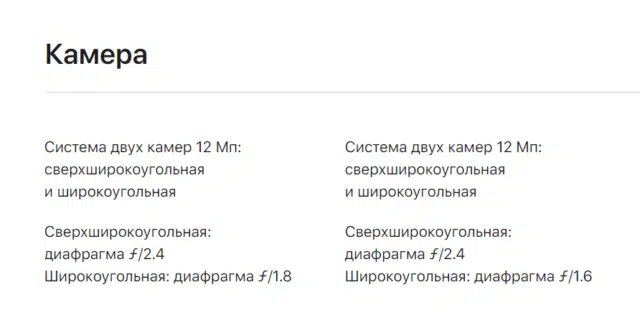 Камера
Система двух камер 12 Мп:
сверхширокоугольная
и широкоугольная
Сверхширокоугольная:
диафрагма ƒ/2.4
Широкоугольная: диафрагма ƒ/1.8
Система двух камер 12 Мп:
сверхширокоугольная
и широкоугольная
Сверхширокоугольная:
диафрагма ƒ/2.4
Широкоугольная: диафрагма ƒ/1.6